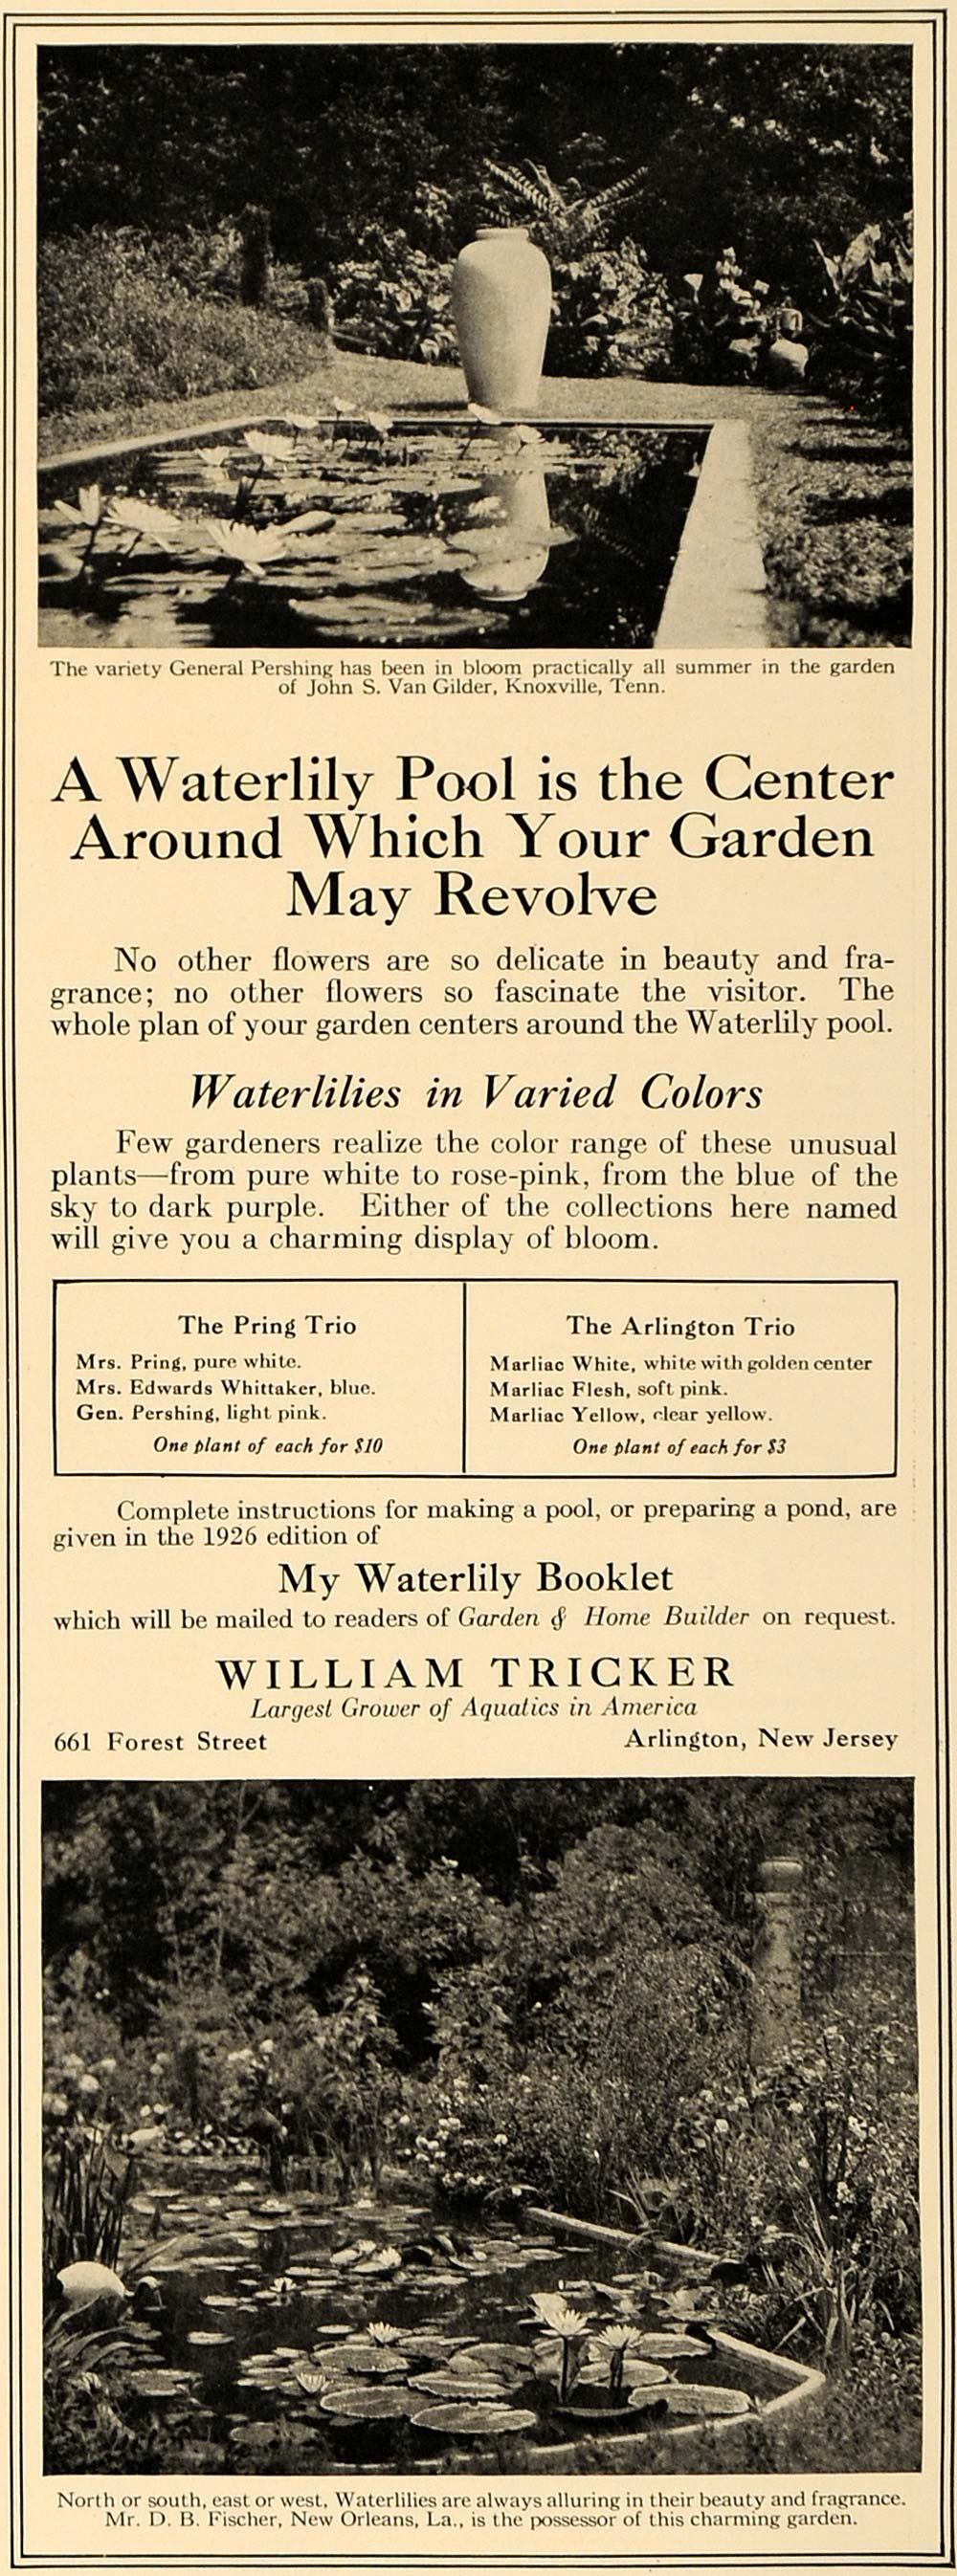 The variety General Pershing has been in bloom practically all summer in the garden
of John S. Van Gilder, Knoxville, Tenn.
A Waterlily Pool is the Center
Around Which Your Garden
May Revolve
No other flowers are so delicate in beauty and fra-
grance; no other flowers so fascinate the visitor. The
whole plan of your garden centers around the Waterlily pool.
Waterlilies in Varied Colors
Few gardeners realize the color range of these unusual
plants—from pure white to rose-pink, from the blue of the
sky to dark purple. Either of the collections here named
will give you a charming display of bloom.
The Pring Trio
Mrs. Pring, pure white.
Mrs. Edwards Whittaker, blue.
Gen. Pershing, light pink.
One plant of each for $10
The Arlington Trio
Marliac White, white with golden center
Marliac Flesh, soft pink.
Marliac Yellow, clear yellow.
One plant of each for $3
Complete instructions for making a pool, or preparing a pond, are
given in the 1926 edition of
My Waterlily Booklet
which will be mailed to readers of Garden & Home Builder on request.
WILLIAM TRICKER
Largest Grower of Aquatics in America
661 Forest Street Arlington, New Jersey
North or south, east or west, Waterlilies are always alluring in their beauty and fragrance.
Mr. D. B. Fischer, New Orleans, La., is the possessor of this charming garden.